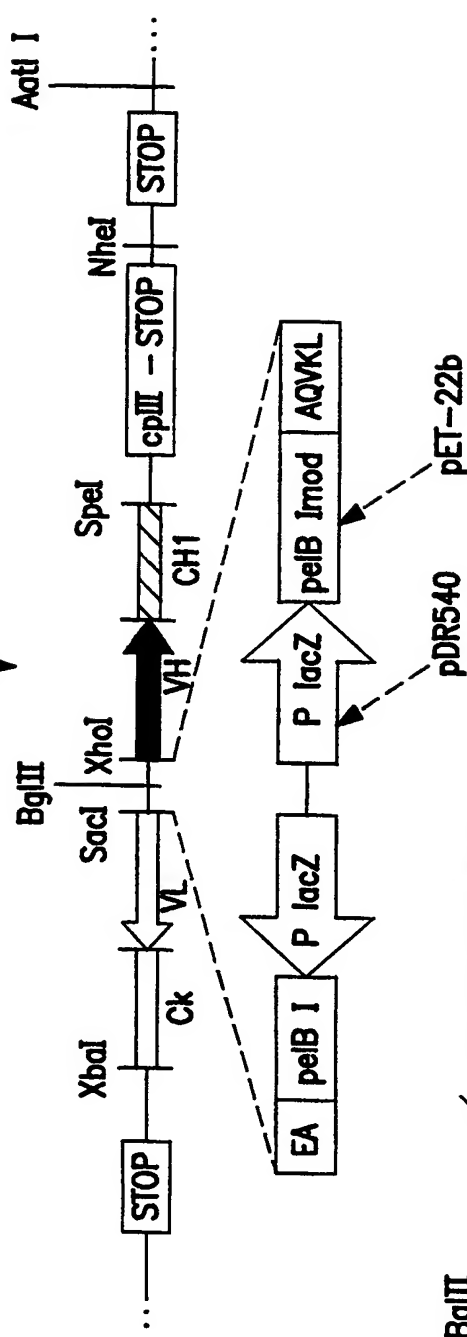 BglII AatI I
XbaI SacI XhoI SpeI NheI
... STOP cpIII – STOP STOP ...
Ck VL VH CH1
EA pelB I P lacZ P lacZ pelB Imod AQVKL
BglII pDR540 pET-22b